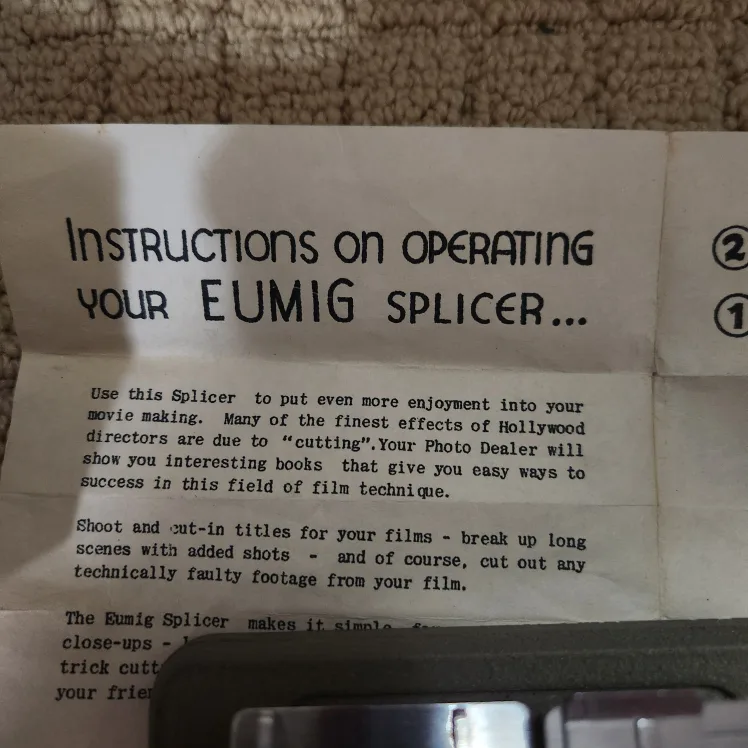 INSTRUCTIONS ON OPERATING
YOUR EUMIG SPLICER...
②
①
Use this Splicer to put even more enjoyment into your
movie making. Many of the finest effects of Hollywood
directors are due to "cutting".Your Photo Dealer will
show you interesting books that give you easy ways to
success in this field of film technique.
Shoot and cut-in titles for your films - break up long
scenes with added shots - and of course, cut out any
technically faulty footage from your film.
The Eumig Splicer makes it simple
close-ups -
trick
your